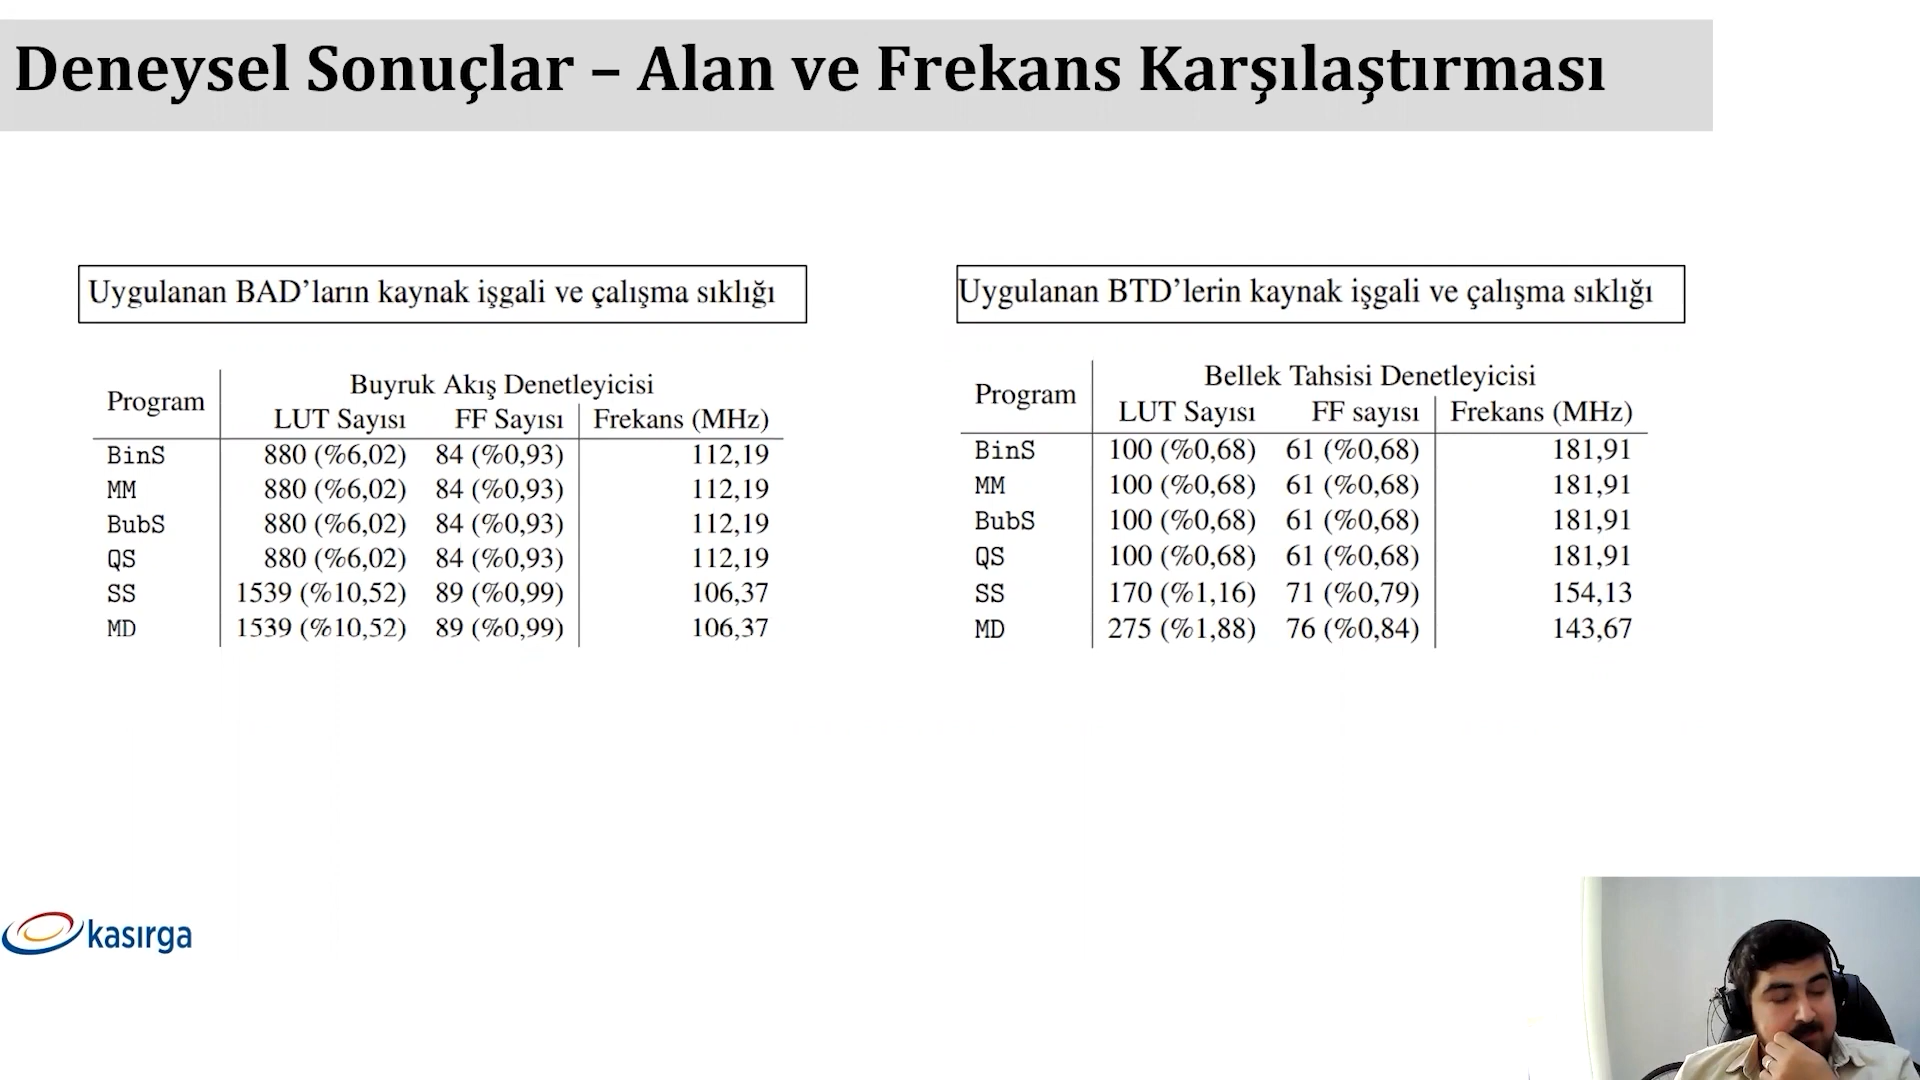 Deneysel Sonuçlar – Alan ve Frekans Karşılaştırması
Uygulanan BAD’ların kaynak işgali ve çalışma sıklığı
Program
Buyruk Akış Denetleyicisi
LUT Sayısı FF Sayısı Frekans (MHz)
BinS 880 (%6,02) 84 (%0,93) 112,19
MM 880 (%6,02) 84 (%0,93) 112,19
BubS 880 (%6,02) 84 (%0,93) 112,19
QS 880 (%6,02) 84 (%0,93) 112,19
SS 1539 (%10,52) 89 (%0,99) 106,37
MD 1539 (%10,52) 89 (%0,99) 106,37
Uygulanan BTD’lerin kaynak işgali ve çalışma sıklığı
Program
Bellek Tahsisi Denetleyicisi
LUT Sayısı FF sayısı Frekans (MHz)
BinS 100 (%0,68) 61 (%0,68) 181,91
MM 100 (%0,68) 61 (%0,68) 181,91
BubS 100 (%0,68) 61 (%0,68) 181,91
QS 100 (%0,68) 61 (%0,68) 181,91
SS 170 (%1,16) 71 (%0,79) 154,13
MD 275 (%1,88) 76 (%0,84) 143,67
kasırga